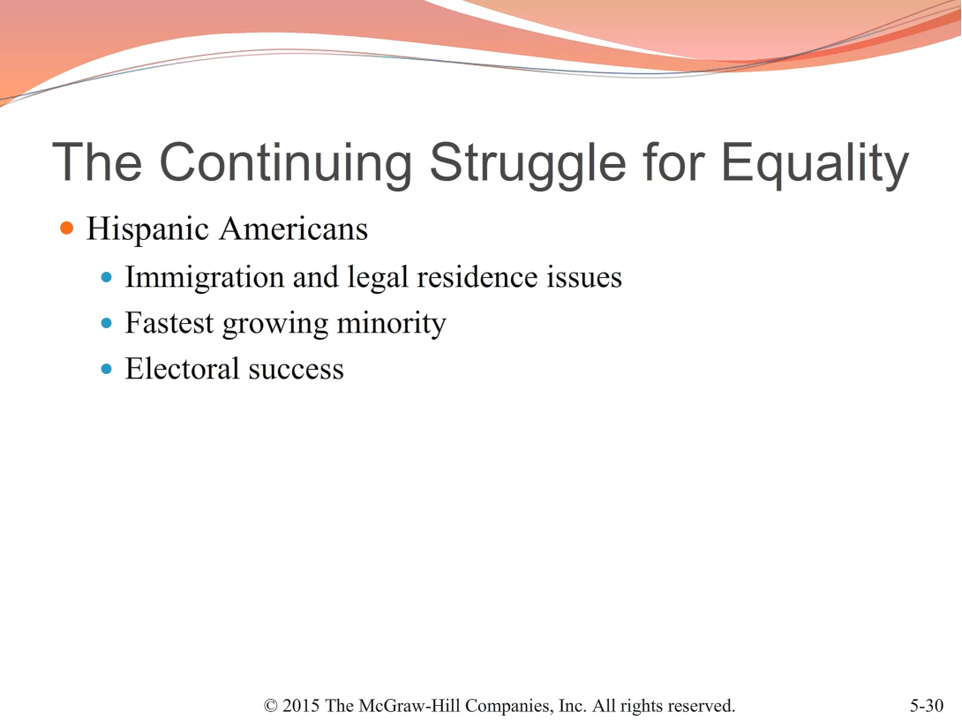 The Continuing Struggle for Equality
Hispanic Americans
Immigration and legal residence issues
Fastest growing minority
Electoral success
© 2015 The McGraw-Hill Companies, Inc. All rights reserved.
5-30